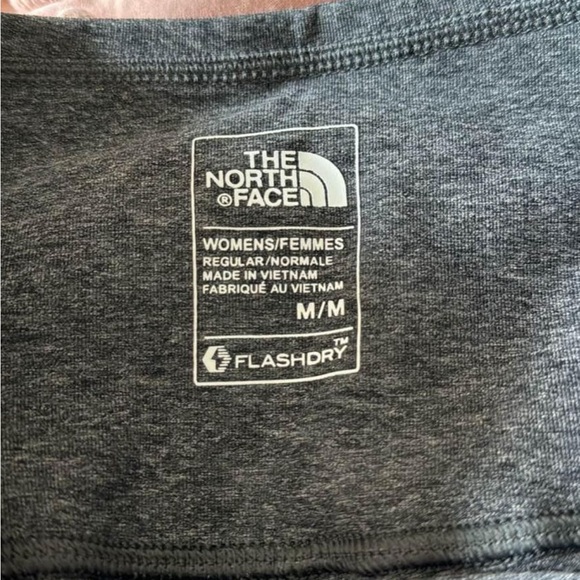 THE
NORTH
®FACE
WOMENS/FEMMES
REGULAR/NORMALE
MADE IN VIETNAM
FABRIQUÉ AU VIETNAM
M/M
FLASHDRY™